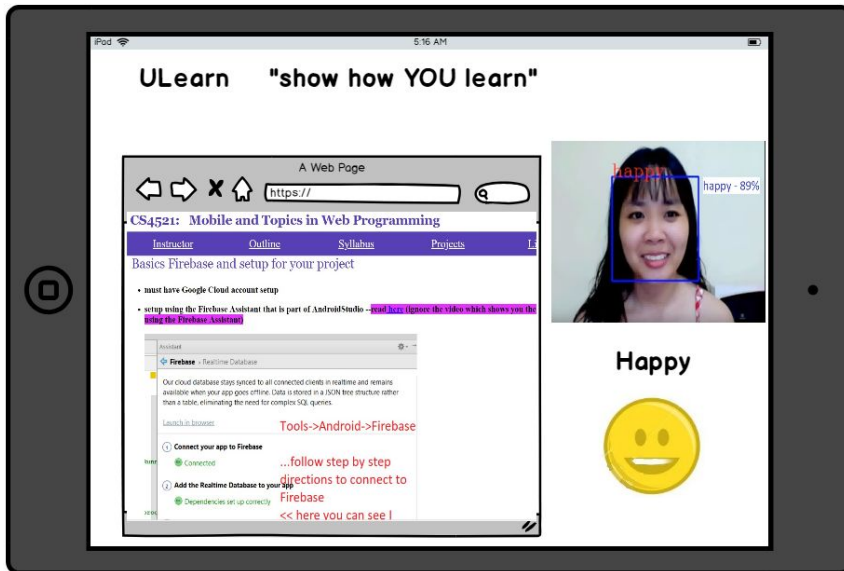 iPad
5:16 AM
ULearn "show how YOU learn"
A Web Page
https://
CS4521: Mobile and Topics in Web Programming
Instructor Outline Syllabus Projects Li
Basics Firebase and setup for your project
• must have Google Cloud account setup
• setup using the Firebase Assistant that is part of AndroidStudio --read here (ignore the video which shows you the
using the Firebase Assistant)
Assistant
Firebase › Realtime Database
Our cloud database stays synced to all connected clients in realtime and remains
available when your app goes offline. Data is stored in a JSON tree structure rather
than a table, eliminating the need for complex SQL queries.
Launch in browser
Tools->Android->Firebase
1 Connect your app to Firebase
Connected
...follow step by step
directions to connect to
Firebase
<< here you can see I
2 Add the Realtime Database to your app
Dependencies set up correctly
happy
happy - 89%
Happy